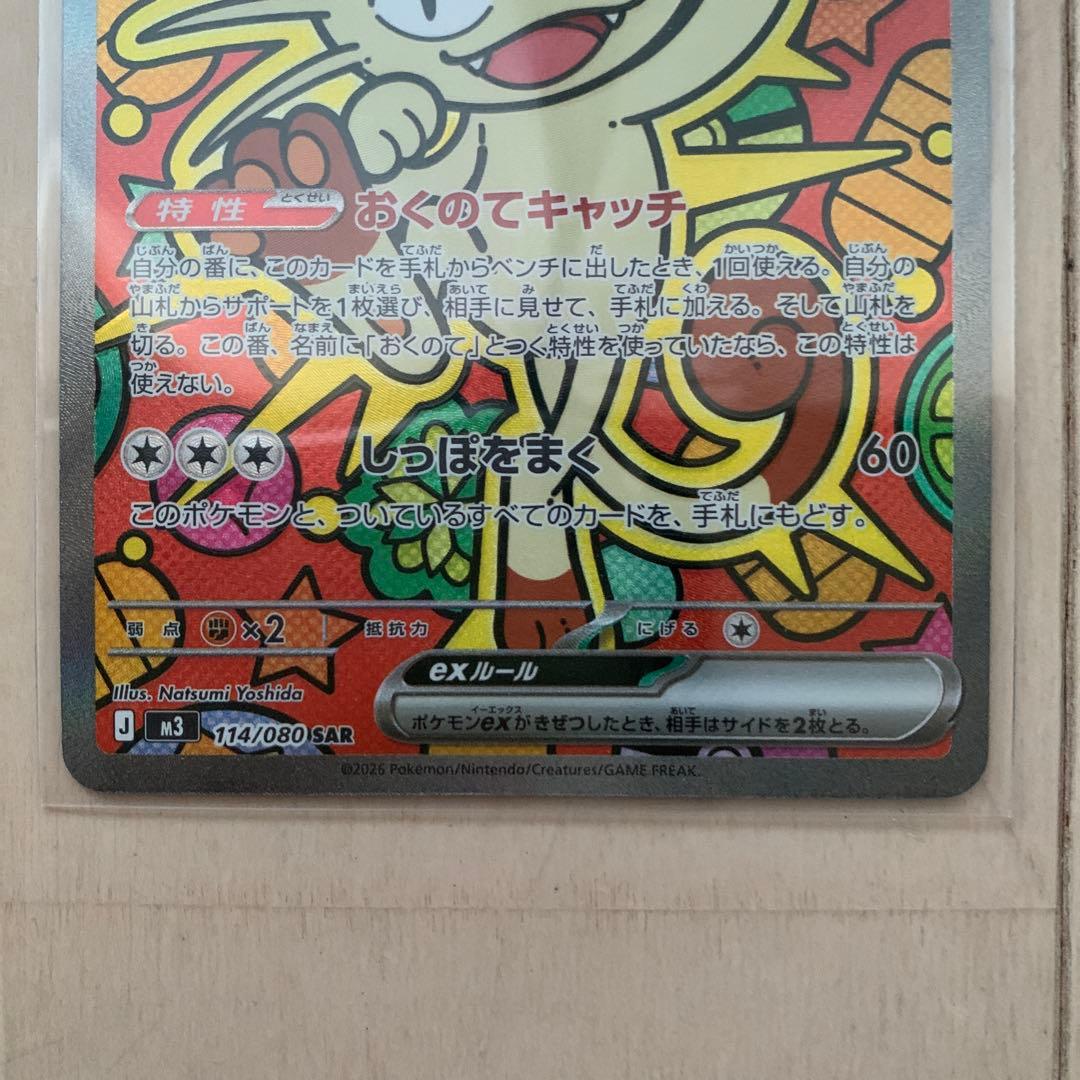 特性 とくせい おくのてキャッチ
自分の番に、このカードを手札からベンチに出したとき、1回使える。自分の
山札からサポートを1枚選び、相手に見せて、手札に加える。そして山札を
切る。この番、名前に「おくのて」とつく特性を使っていたなら、この特性は
使えない。
しっぽをまく 60
このポケモンと、ついているすべてのカードを、手札にもどす。
弱点 ×2 抵抗力 にげる
exルール
ポケモンexがきぜつしたとき、相手はサイドを2枚とる。
Illus. Natsumi Yoshida
J M3 114/080 SAR
©2026 Pokémon/Nintendo/Creatures/GAME FREAK.